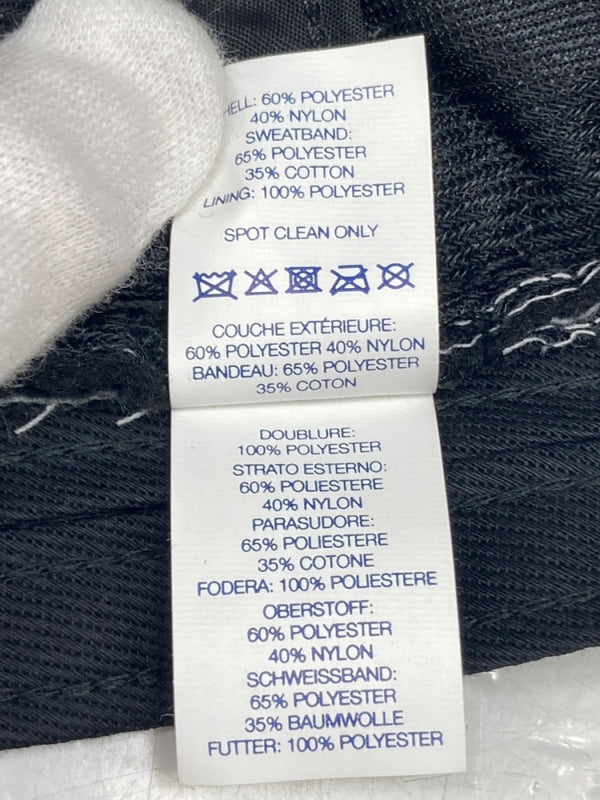 HELL: 60% POLYESTER
40% NYLON
SWEATBAND:
65% POLYESTER
35% COTTON
LINING: 100% POLYESTER
SPOT CLEAN ONLY
COUCHE EXTÉRIEURE:
60% POLYESTER 40% NYLON
BANDEAU: 65% POLYESTER
35% COTON
DOUBLURE:
100% POLYESTER
STRATO ESTERNO:
60% POLIESTERE
40% NYLON
PARASUDORE:
65% POLIESTERE
35% COTONE
FODERA: 100% POLIESTERE
OBERSTOFF:
60% POLYESTER
40% NYLON
SCHWEISSBAND:
65% POLYESTER
35% BAUMWOLLE
FUTTER: 100% POLYESTER